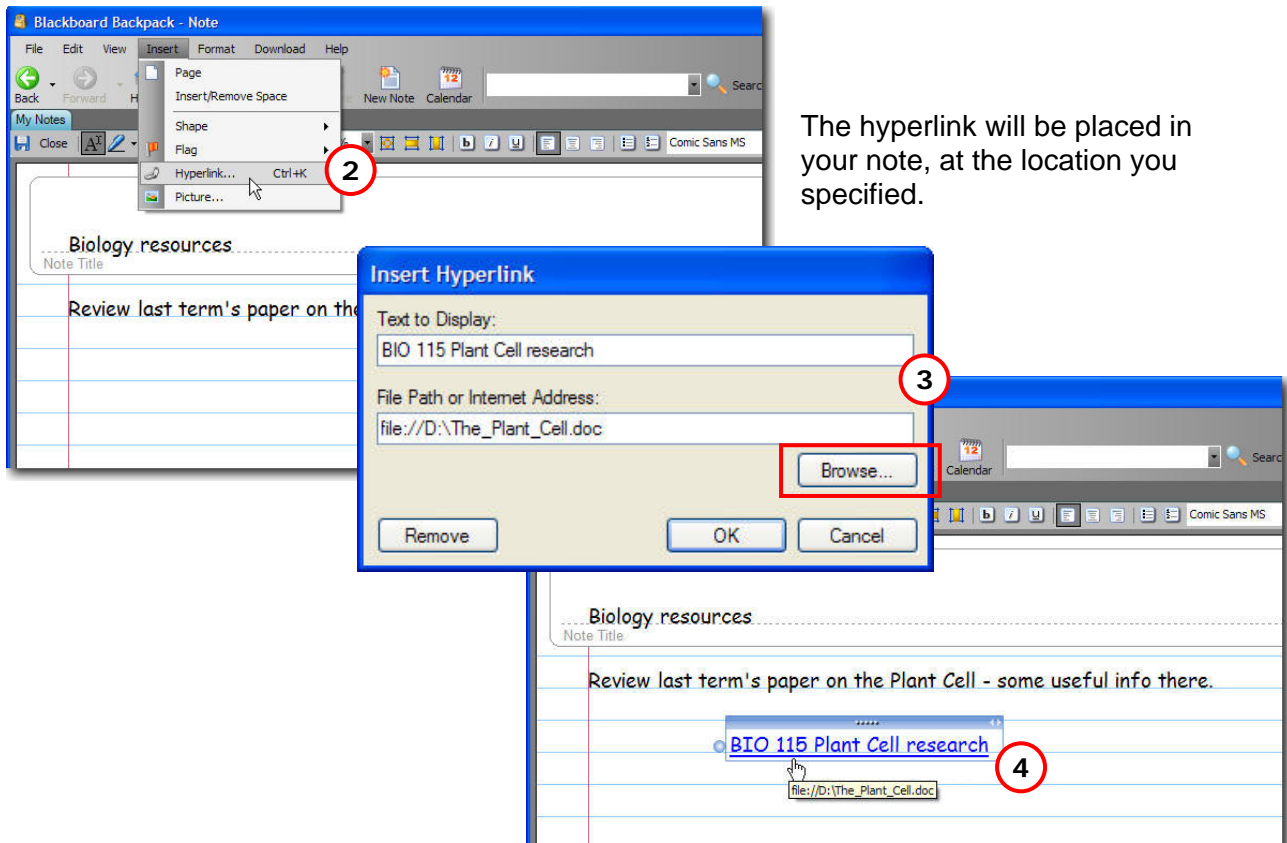 Blackboard Backpack - Note
File Edit View Insert Format Download Help
Back Forward H New Note Calendar 12 Searc
My Notes
Close Comic Sans MS
Page
Insert/Remove Space
Shape
Flag
Hyperlink... Ctrl+K
Picture...
2
Biology resources
Note Title
Review last term's paper on the
The hyperlink will be placed in
your note, at the location you
specified.
Insert Hyperlink
Text to Display:
BIO 115 Plant Cell research
File Path or Internet Address:
file://D:\The_Plant_Cell.doc
Browse...
Remove OK Cancel
3
12
Calendar Searc
b i u Comic Sans MS
Biology resources
Note Title
Review last term's paper on the Plant Cell - some useful info there.
BIO 115 Plant Cell research
file://D:\The_Plant_Cell.doc
4